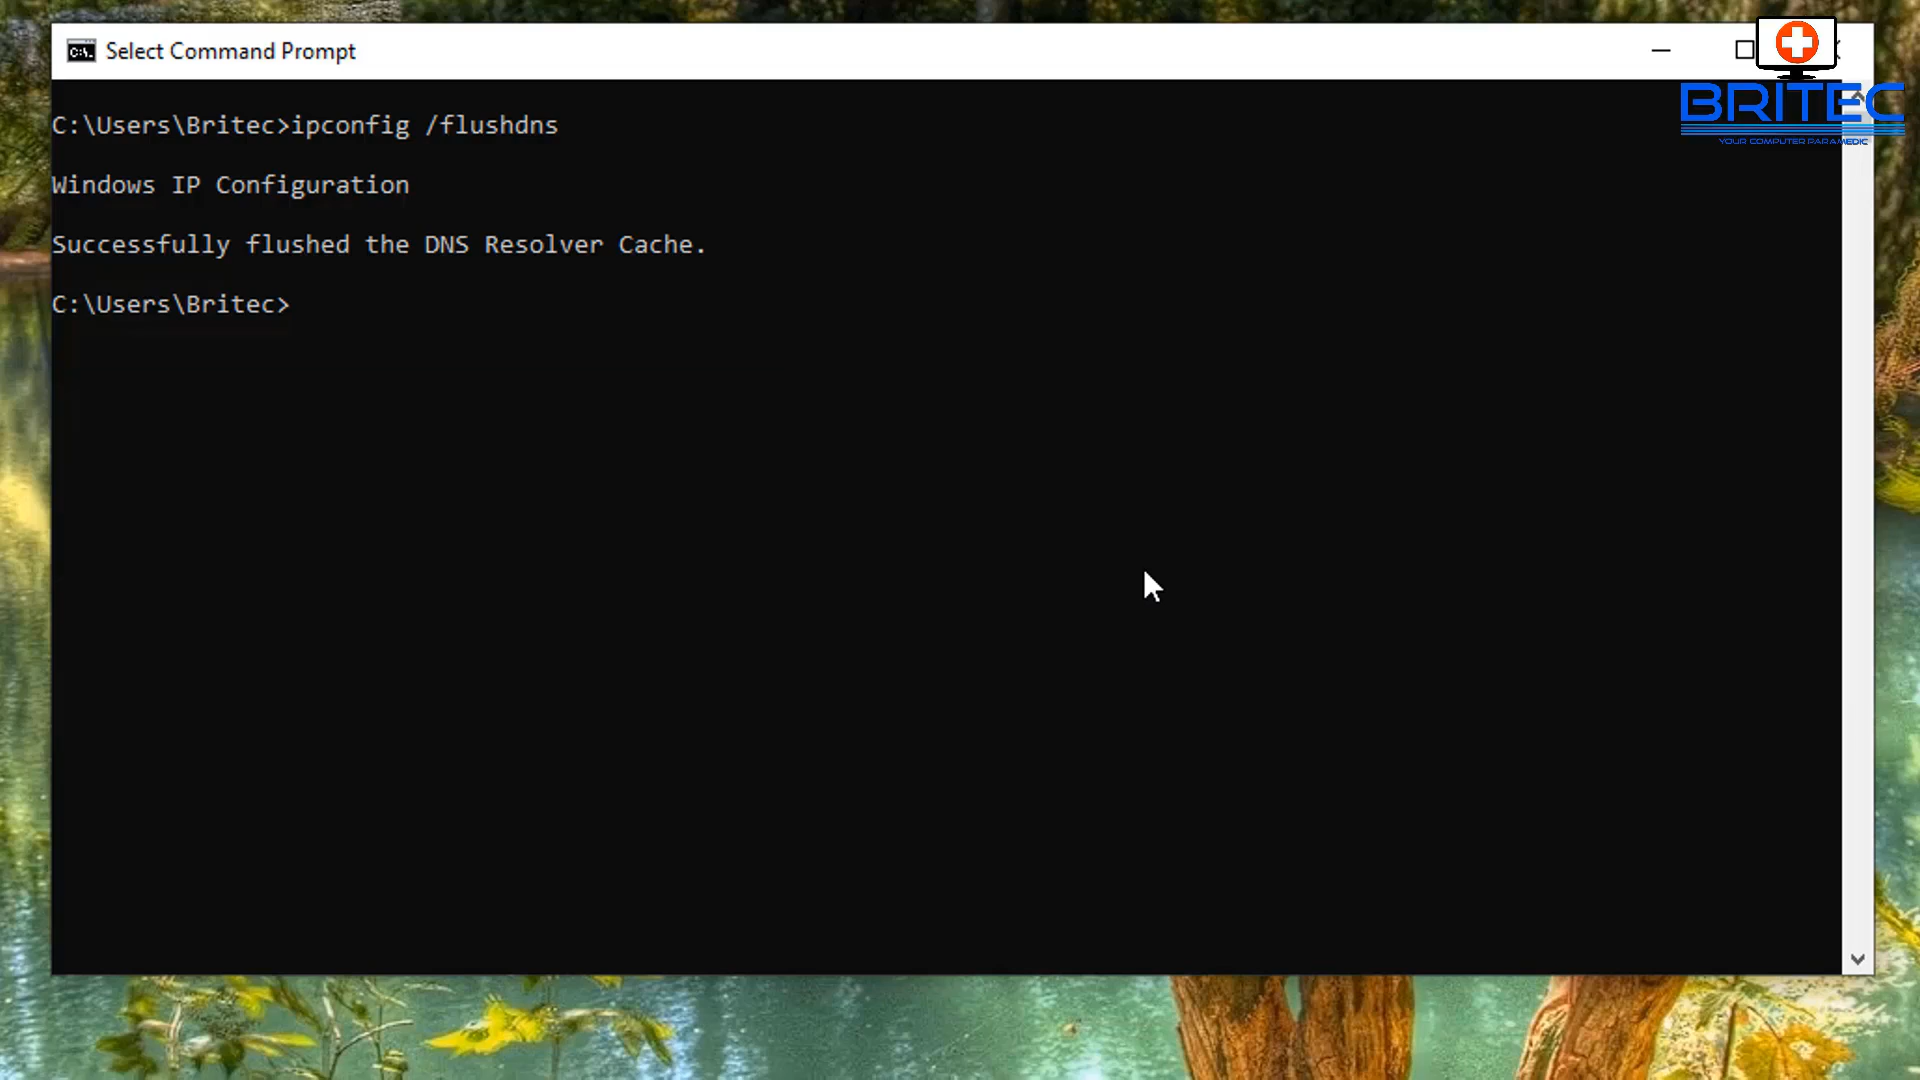 Select Command Prompt
BRITEC
YOUR COMPUTER PARAMEDIC
C:\Users\Britec>ipconfig /flushdns
Windows IP Configuration
Successfully flushed the DNS Resolver Cache.
C:\Users\Britec>